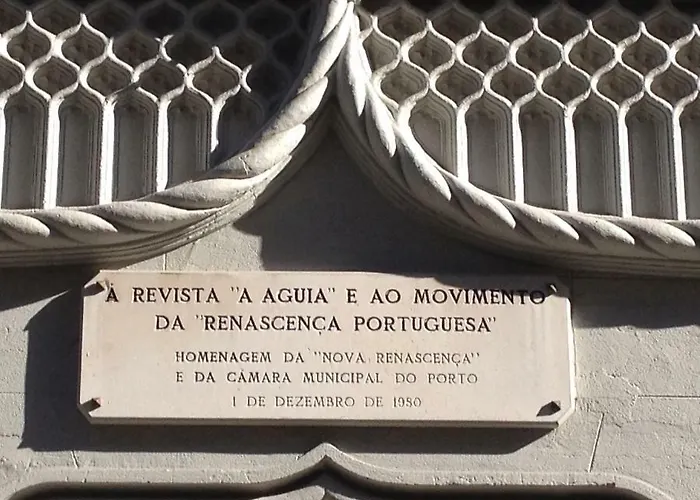 À REVISTA "A AGUIA" E AO MOVIMENTO
DA "RENASCENÇA PORTUGUESA"
HOMENAGEM DA "NOVA RENASCENÇA"
E DA CÂMARA MUNICIPAL DO PORTO
1 DE DEZEMBRO DE 1980